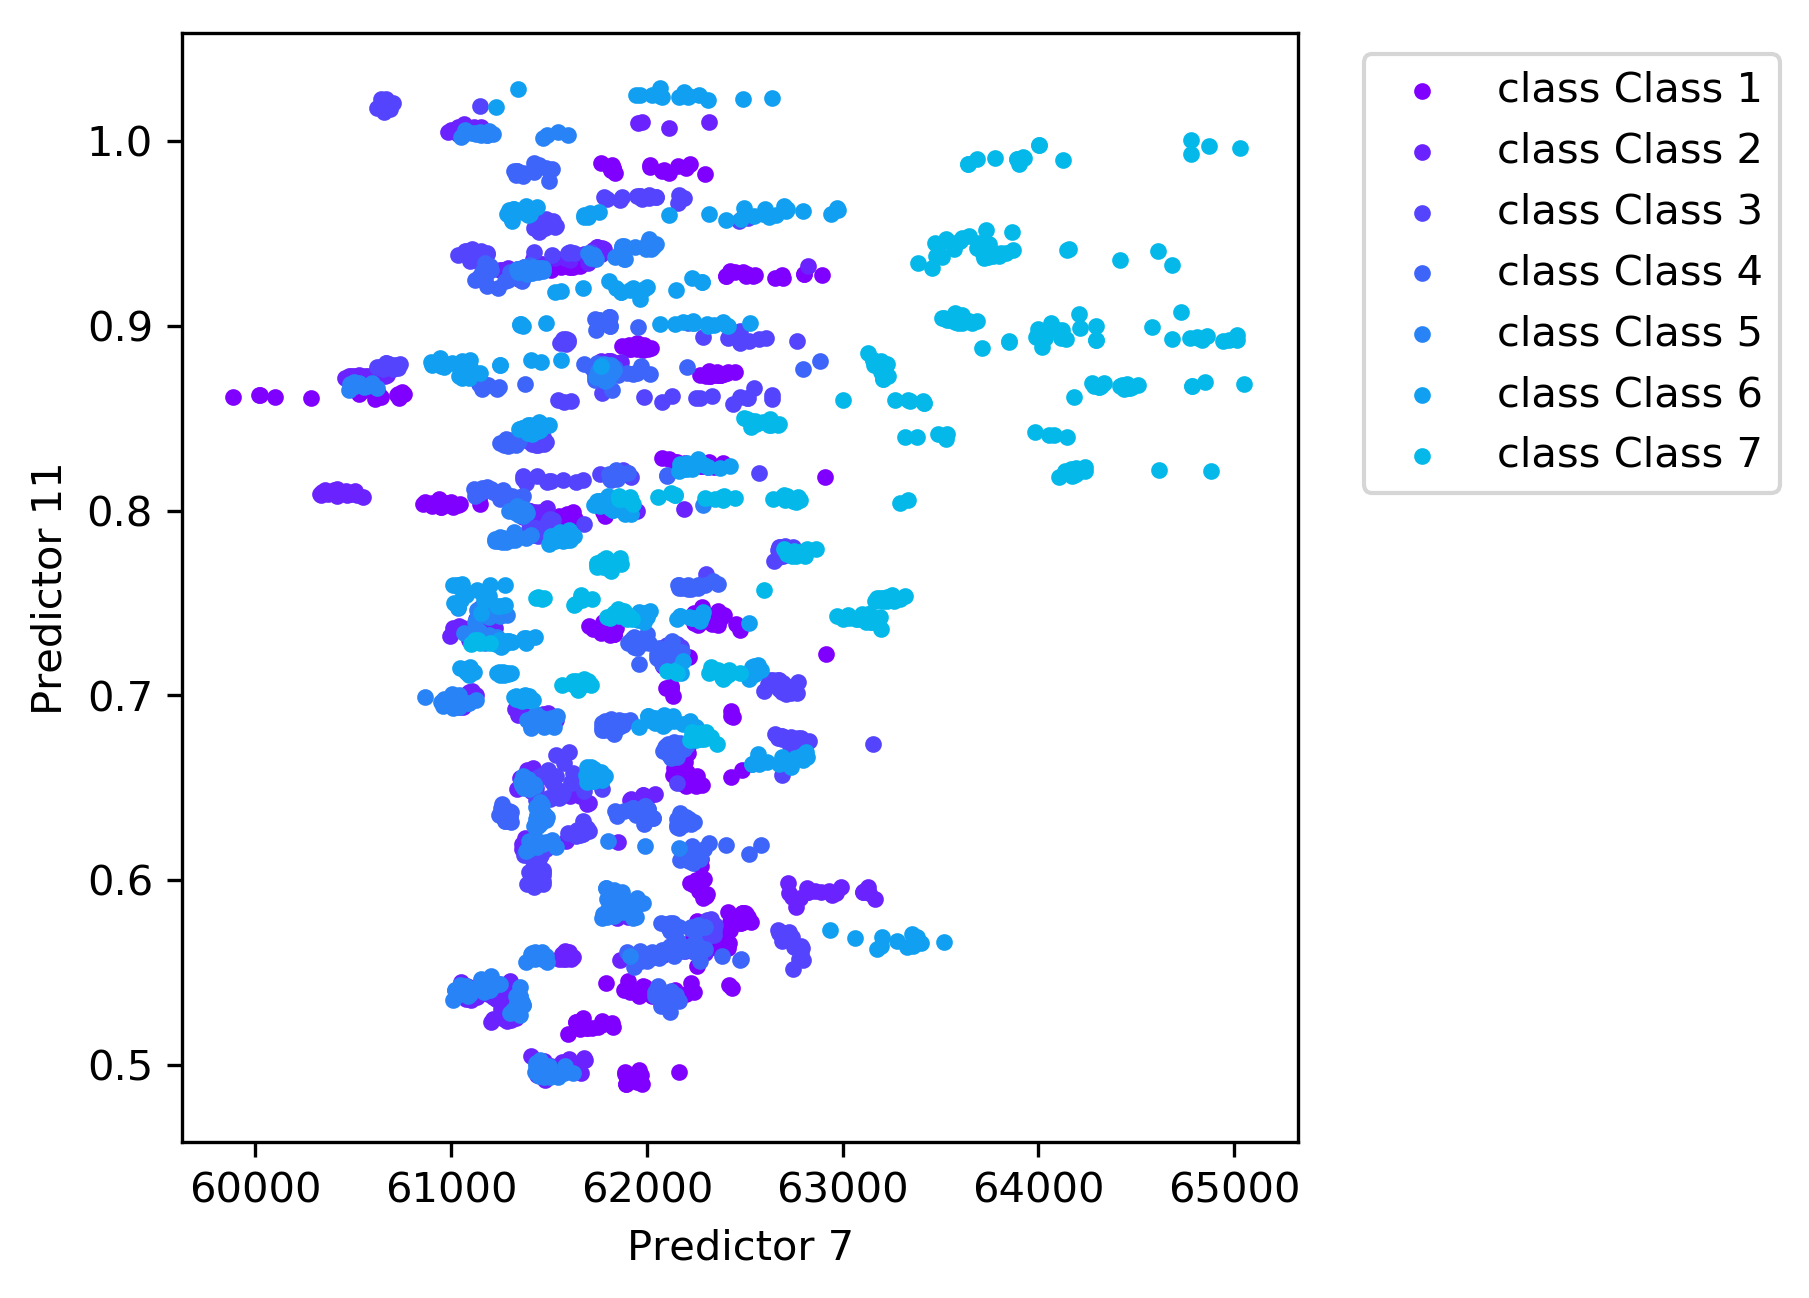 1.0
0.9
0.8
0.7
0.6
0.5
Predictor 11
60000 61000 62000 63000 64000 65000
Predictor 7
class Class 1
class Class 2
class Class 3
class Class 4
class Class 5
class Class 6
class Class 7